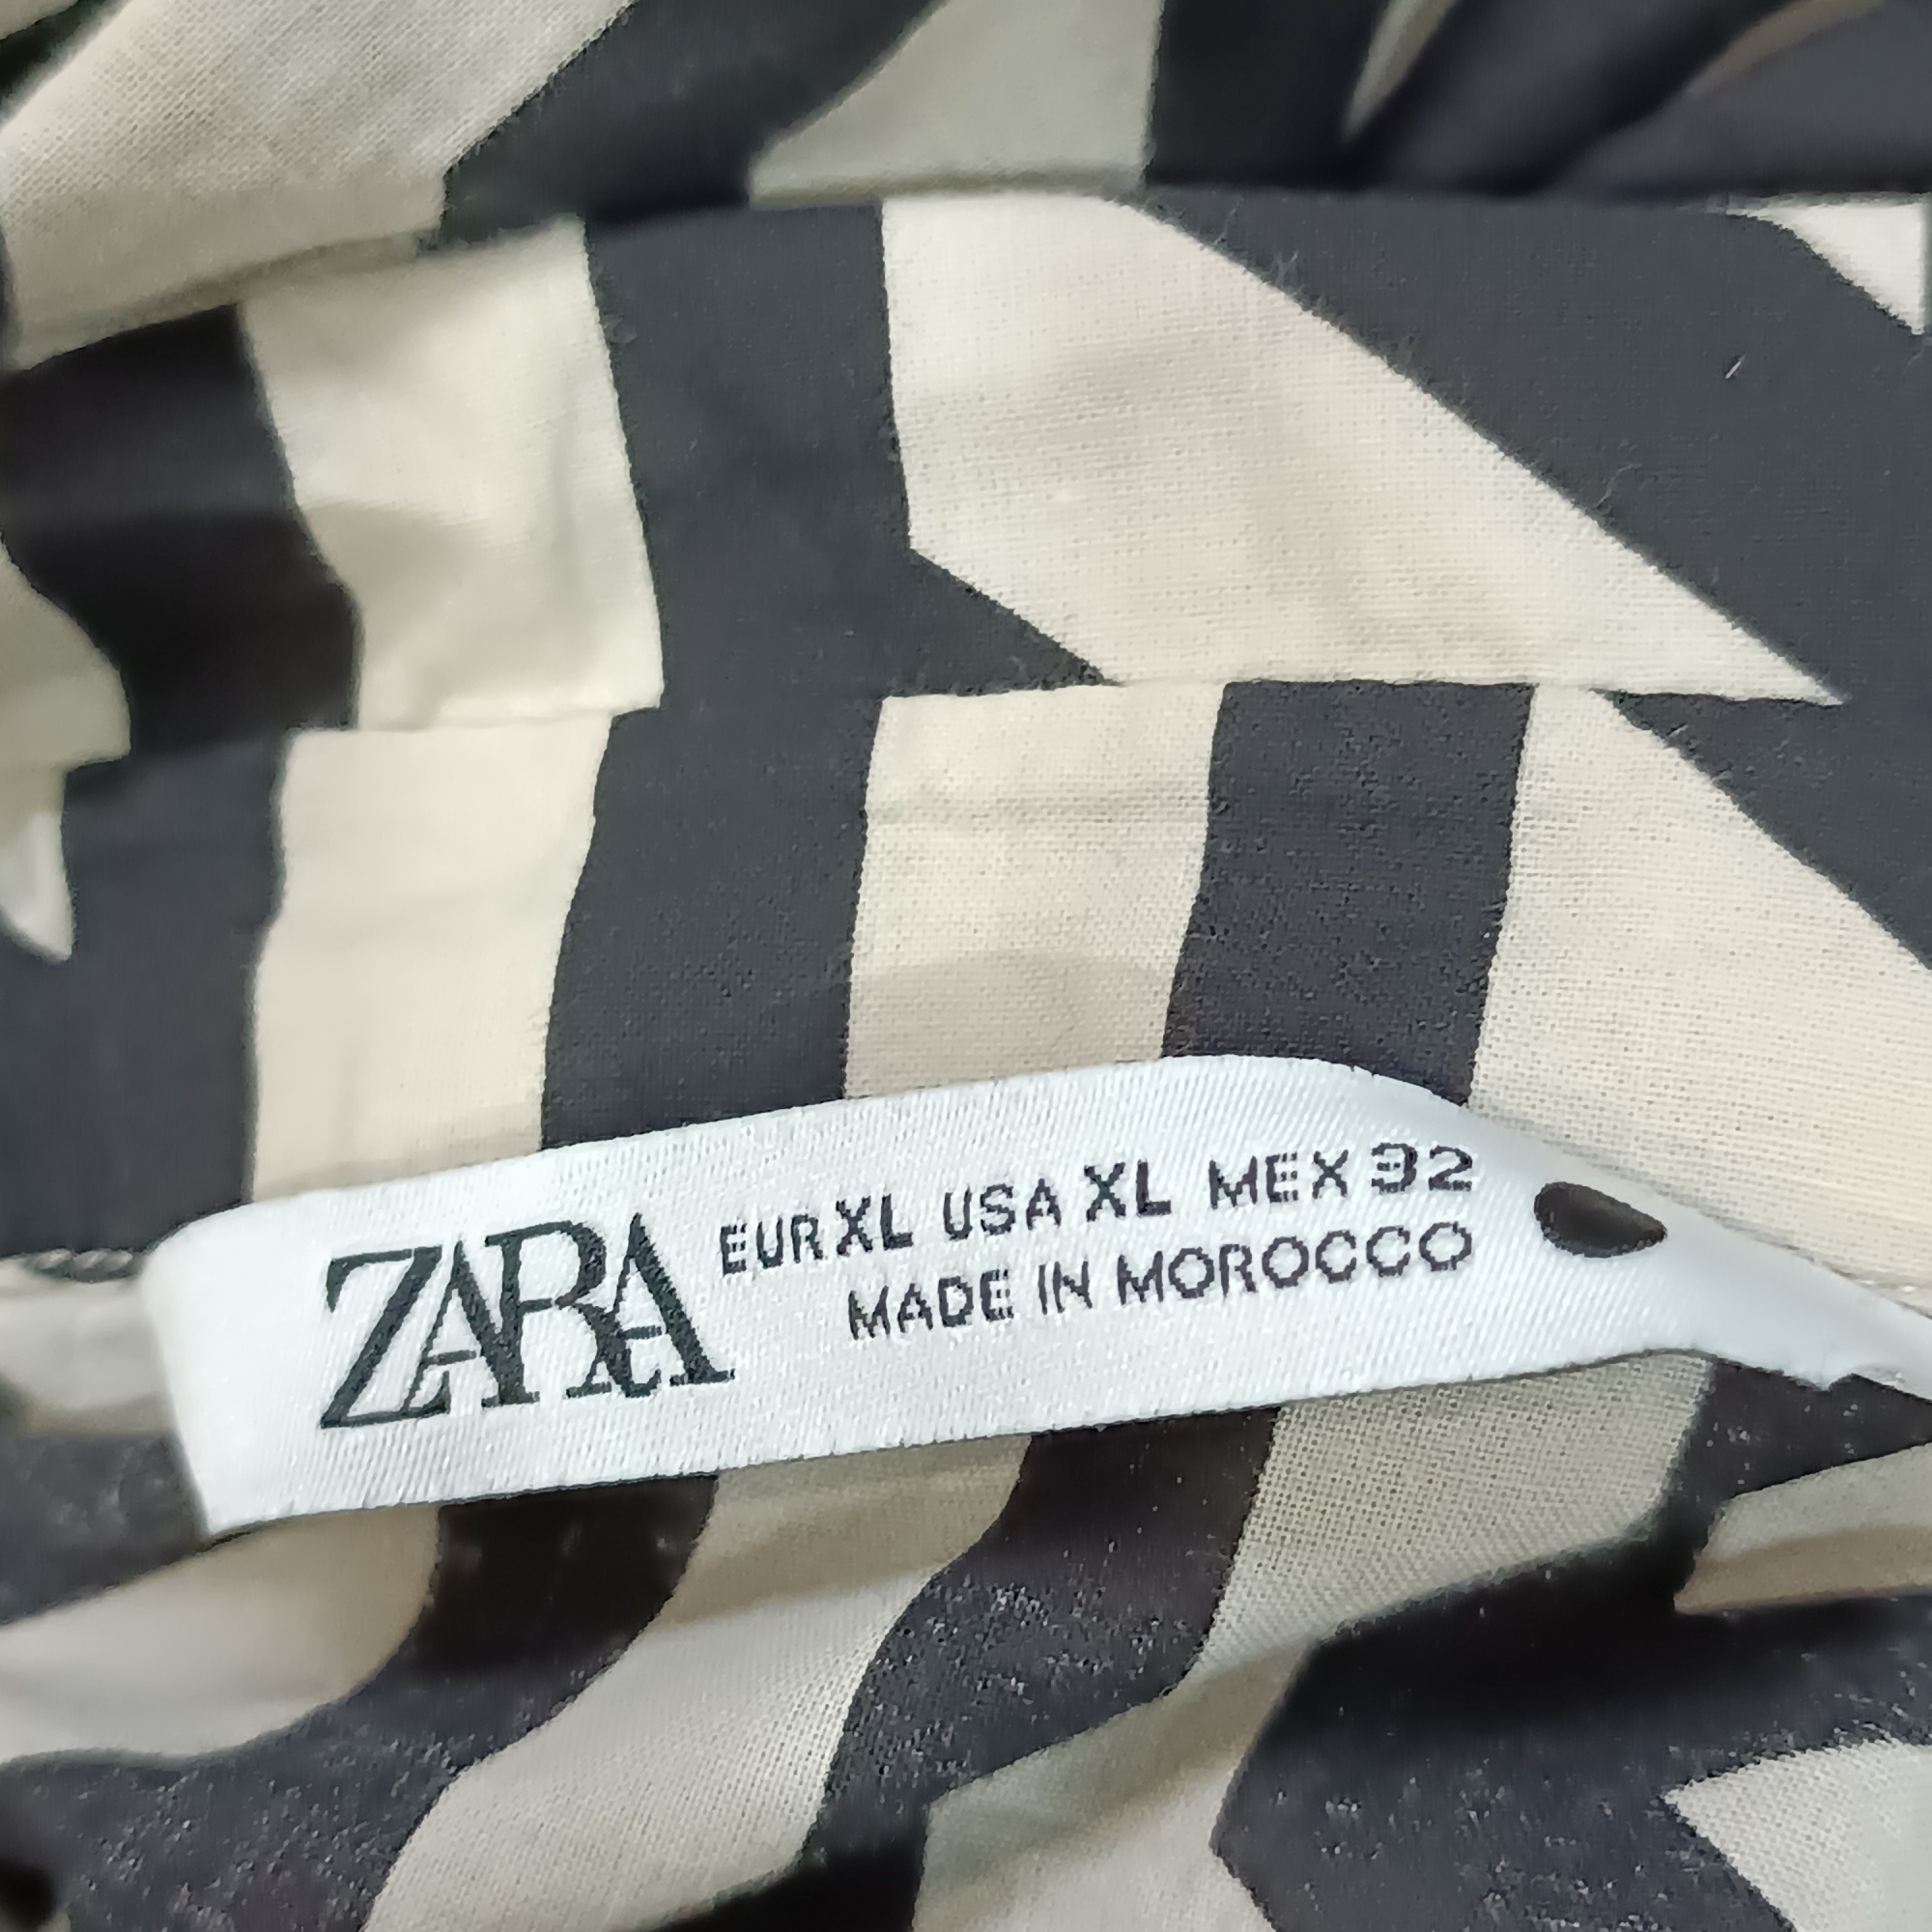 ZARA
EUR XL USA XL MEX 32
MADE IN MOROCCO